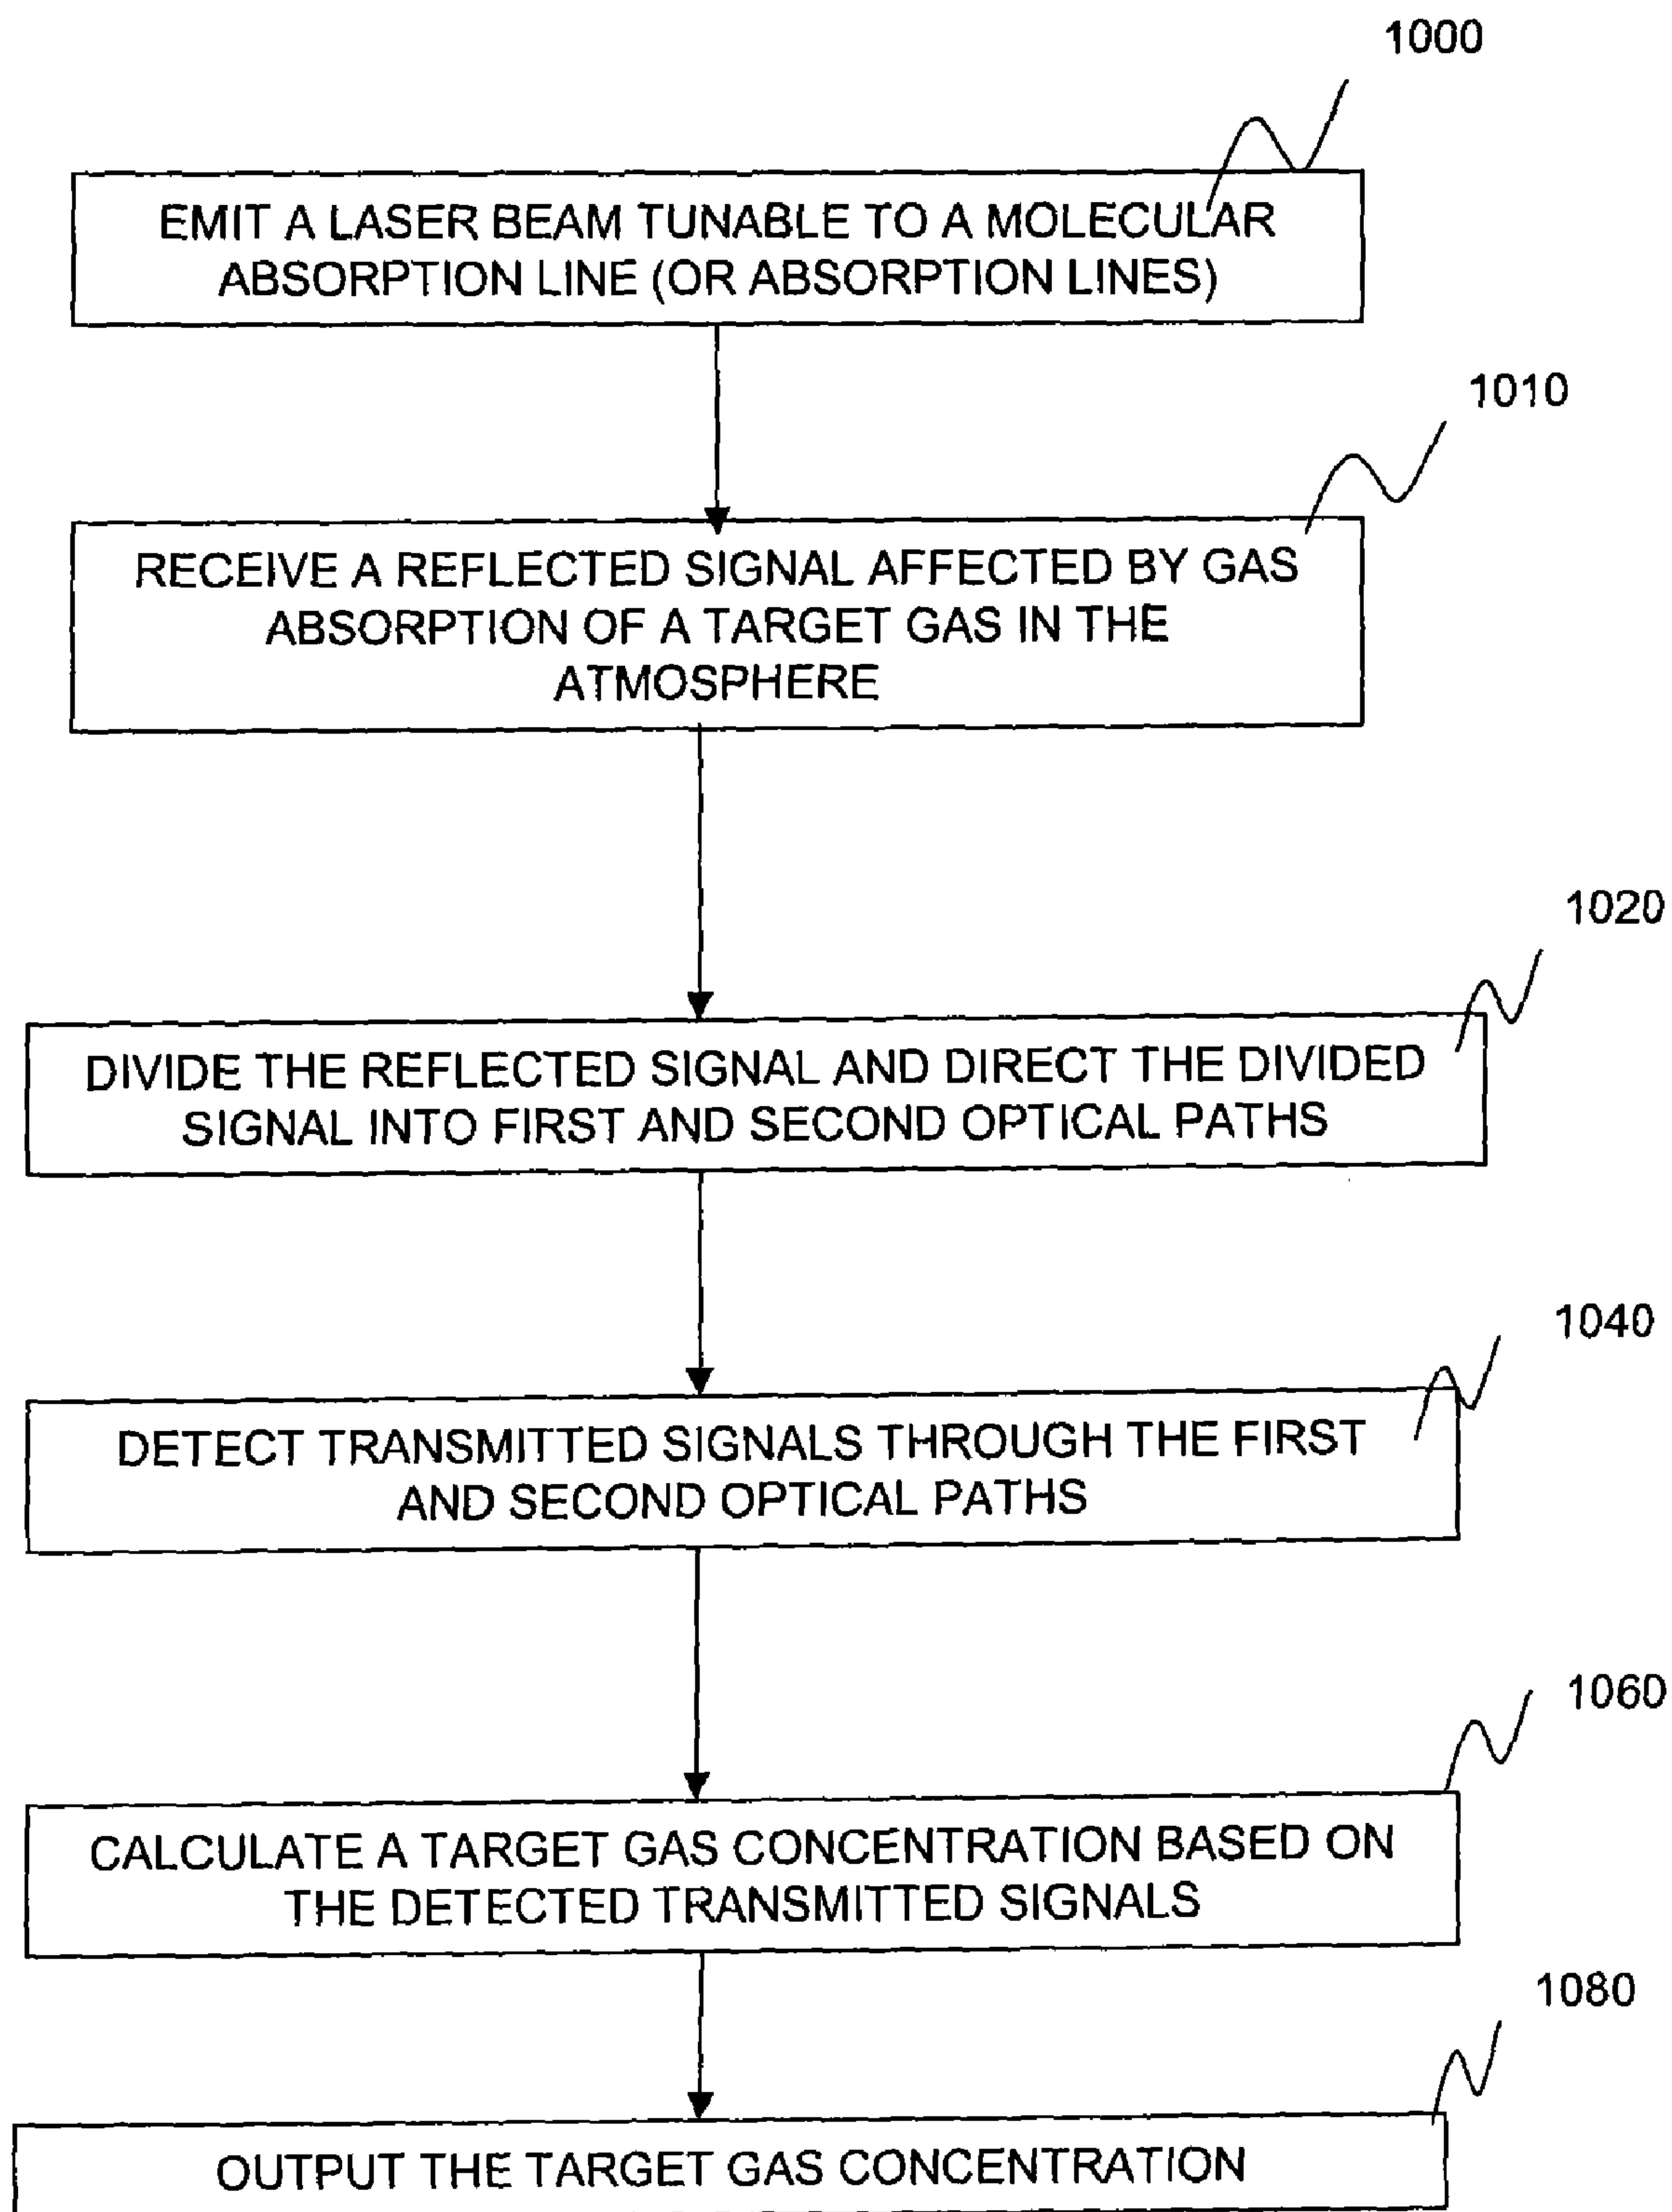 1000
EMIT A LASER BEAM TUNABLE TO A MOLECULAR
ABSORPTION LINE (OR ABSORPTION LINES)
1010
RECEIVE A REFLECTED SIGNAL AFFECTED BY GAS
ABSORPTION OF A TARGET GAS IN THE
ATMOSPHERE
1020
DIVIDE THE REFLECTED SIGNAL AND DIRECT THE DIVIDED
SIGNAL INTO FIRST AND SECOND OPTICAL PATHS
1040
DETECT TRANSMITTED SIGNALS THROUGH THE FIRST
AND SECOND OPTICAL PATHS
1060
CALCULATE A TARGET GAS CONCENTRATION BASED ON
THE DETECTED TRANSMITTED SIGNALS
1080
OUTPUT THE TARGET GAS CONCENTRATION